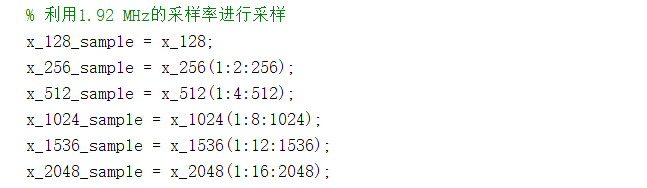 % 利用1.92 MHz的采样率进行采样
x_128_sample = x_128;
x_256_sample = x_256(1:2:256);
x_512_sample = x_512(1:4:512);
x_1024_sample = x_1024(1:8:1024);
x_1536_sample = x_1536(1:12:1536);
x_2048_sample = x_2048(1:16:2048);